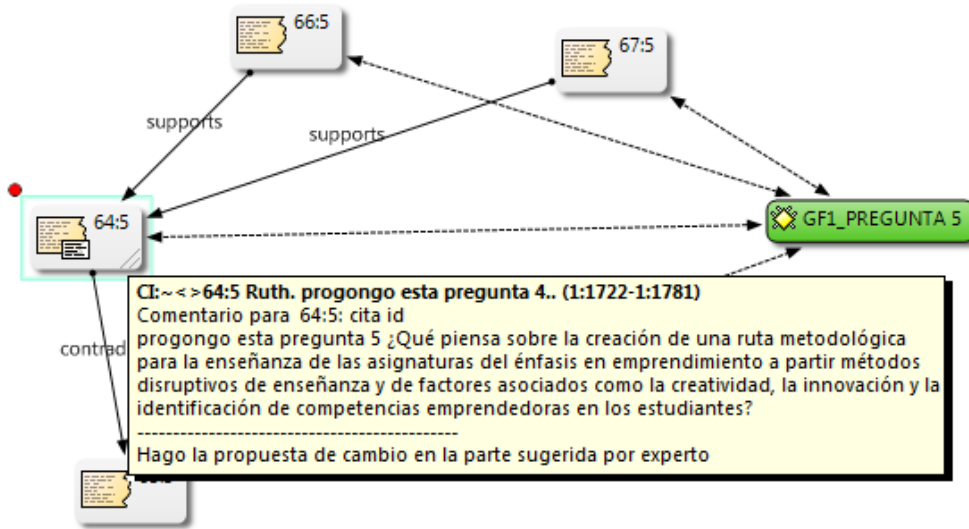 66:5
67:5
supports
supports
64:5
GF1_PREGUNTA 5
CI:~< >64:5 Ruth. progongo esta pregunta 4.. (1:1722-1:1781)
Comentario para 64:5: cita id
progongo esta pregunta 5 ¿Qué piensa sobre la creación de una ruta metodológica
para la enseñanza de las asignaturas del énfasis en emprendimiento a partir métodos
disruptivos de enseñanza y de factores asociados como la creatividad, la innovación y la
identificación de competencias emprendedoras en los estudiantes?
---------------------------------------------
Hago la propuesta de cambio en la parte sugerida por experto
contrad